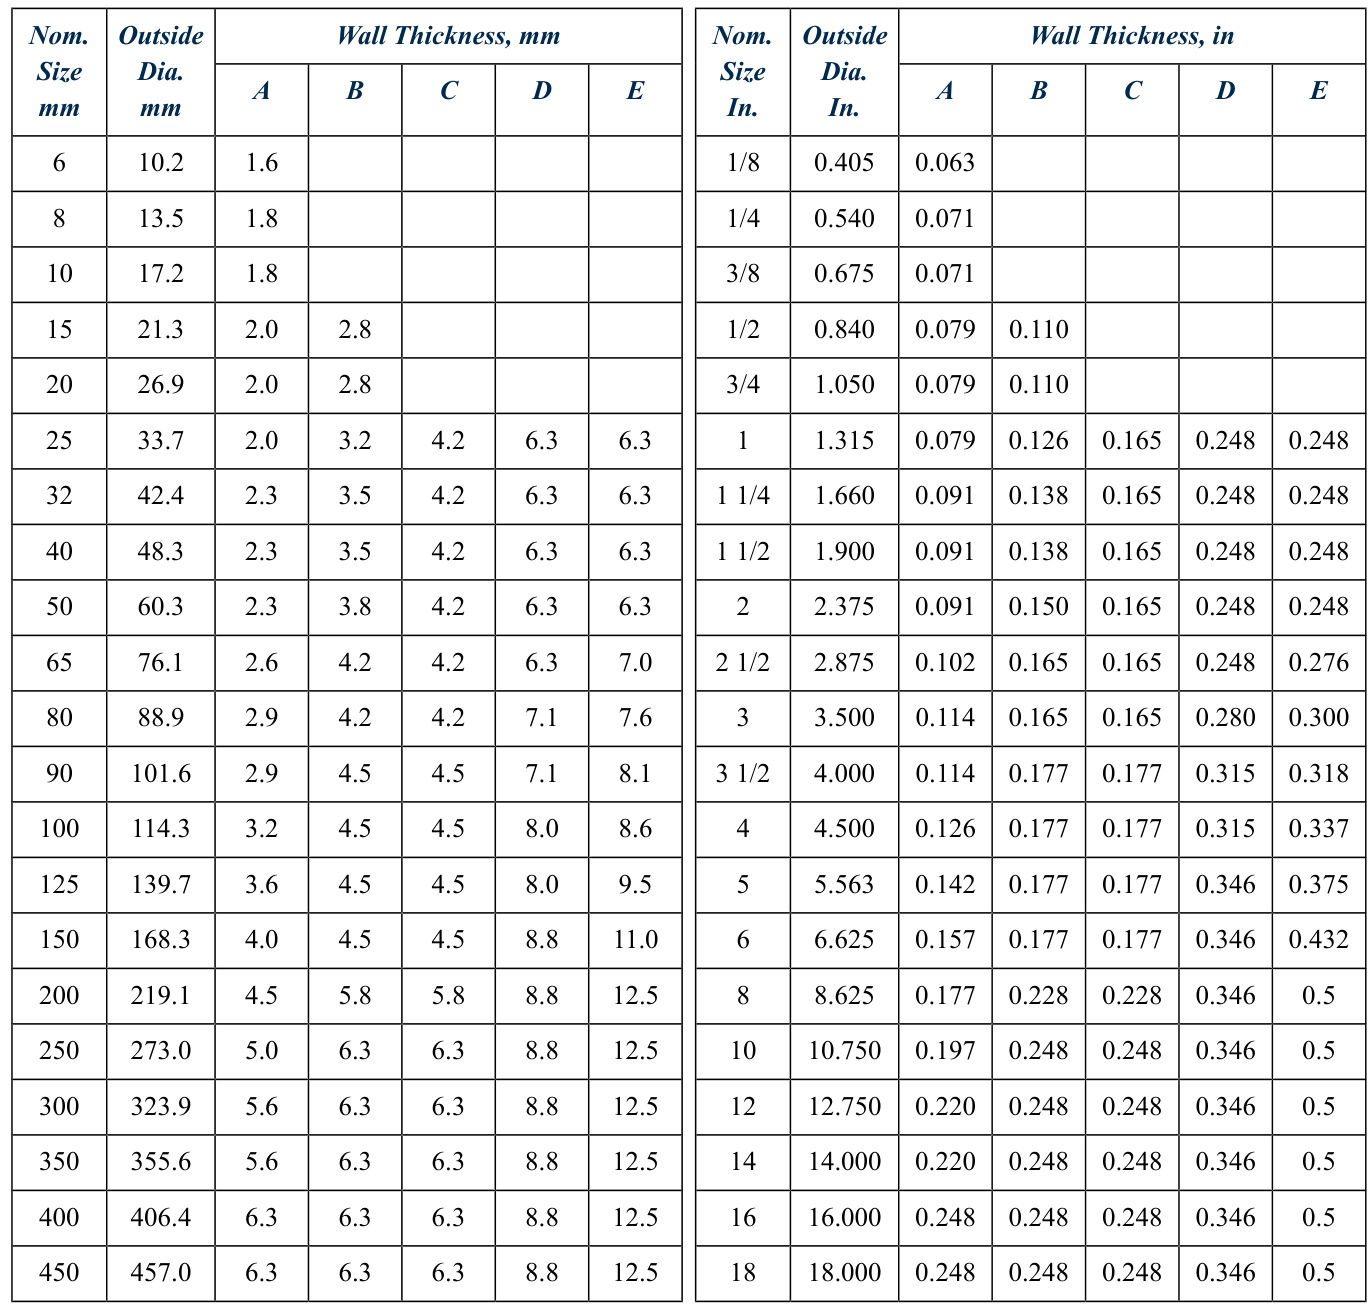 Nom. Size mm Outside Dia. mm Wall Thickness, mm Nom. Size In. Outside Dia. In. Wall Thickness, in
A B C D E A B C D E
6 10.2 1.6 1/8 0.405 0.063
8 13.5 1.8 1/4 0.540 0.071
10 17.2 1.8 3/8 0.675 0.071
15 21.3 2.0 2.8 1/2 0.840 0.079 0.110
20 26.9 2.0 2.8 3/4 1.050 0.079 0.110
25 33.7 2.0 3.2 4.2 6.3 6.3 1 1.315 0.079 0.126 0.165 0.248 0.248
32 42.4 2.3 3.5 4.2 6.3 6.3 1 1/4 1.660 0.091 0.138 0.165 0.248 0.248
40 48.3 2.3 3.5 4.2 6.3 6.3 1 1/2 1.900 0.091 0.138 0.165 0.248 0.248
50 60.3 2.3 3.8 4.2 6.3 6.3 2 2.375 0.091 0.150 0.165 0.248 0.248
65 76.1 2.6 4.2 4.2 6.3 7.0 2 1/2 2.875 0.102 0.165 0.165 0.248 0.276
80 88.9 2.9 4.2 4.2 7.1 7.6 3 3.500 0.114 0.165 0.165 0.280 0.300
90 101.6 2.9 4.5 4.5 7.1 8.1 3 1/2 4.000 0.114 0.177 0.177 0.315 0.318
100 114.3 3.2 4.5 4.5 8.0 8.6 4 4.500 0.126 0.177 0.177 0.315 0.337
125 139.7 3.6 4.5 4.5 8.0 9.5 5 5.563 0.142 0.177 0.177 0.346 0.375
150 168.3 4.0 4.5 4.5 8.8 11.0 6 6.625 0.157 0.177 0.177 0.346 0.432
200 219.1 4.5 5.8 5.8 8.8 12.5 8 8.625 0.177 0.228 0.228 0.346 0.5
250 273.0 5.0 6.3 6.3 8.8 12.5 10 10.750 0.197 0.248 0.248 0.346 0.5
300 323.9 5.6 6.3 6.3 8.8 12.5 12 12.750 0.220 0.248 0.248 0.346 0.5
350 355.6 5.6 6.3 6.3 8.8 12.5 14 14.000 0.220 0.248 0.248 0.346 0.5
400 406.4 6.3 6.3 6.3 8.8 12.5 16 16.000 0.248 0.248 0.248 0.346 0.5
450 457.0 6.3 6.3 6.3 8.8 12.5 18 18.000 0.248 0.248 0.248 0.346 0.5